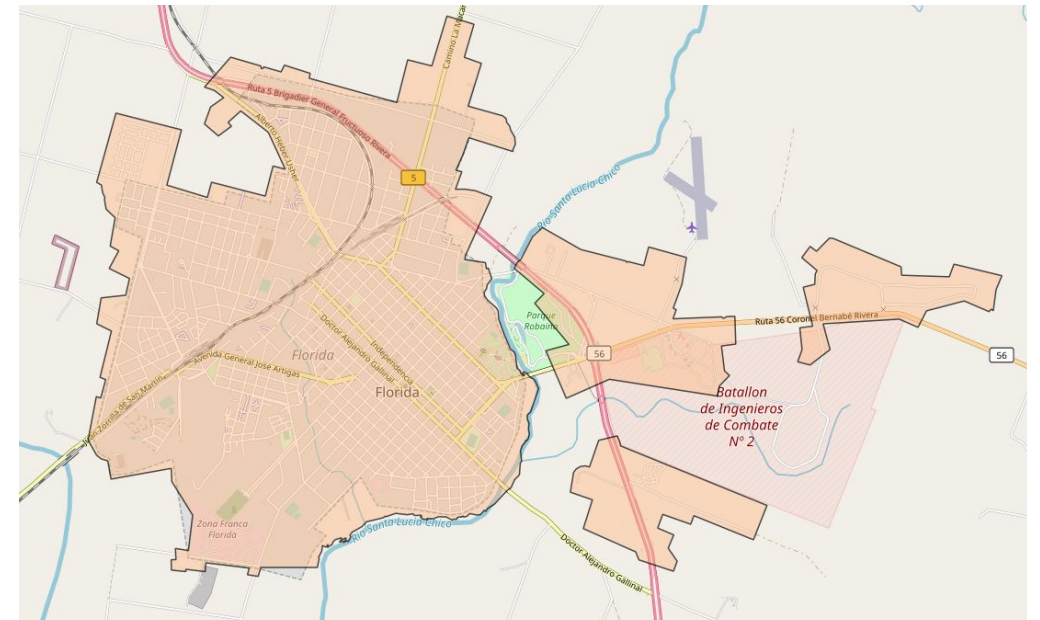 Camino La Macan
Ruta 5 Brigadier General Fructuoso Rivera
Alberto Heber Usher
5
Río Santa Lucía Chico
Parque
Robaina
Ruta 56 Coronel Bernabé Rivera
56
56
Independencia
Doctor Alejandro Gallinal
Florida
Avenida General José Artigas
Florida
Juan Zorrilla de San Martín
Batallon
de Ingenieros
de Combate
Nº 2
Zona Franca
Florida
Río Santa Lucía Chico
Doctor Alejandro Gallinal